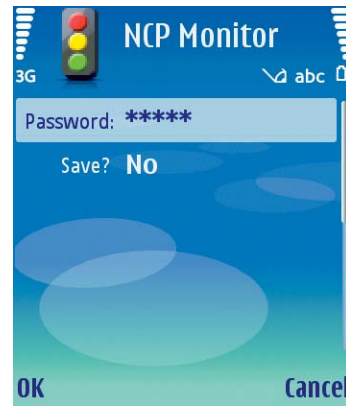 NCP Monitor
3G abc
Password: *****
Save? No
OK Cancel